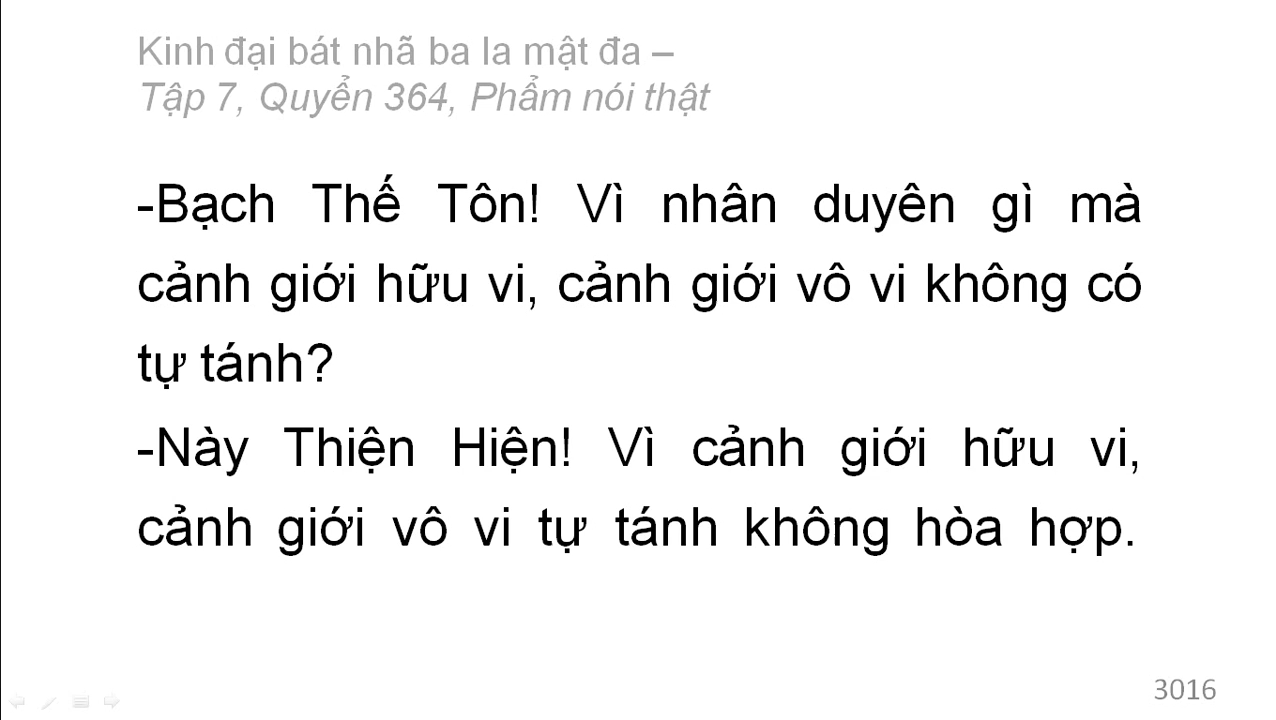 Kinh đại bát nhã ba la mật đa –
Tập 7, Quyển 364, Phẩm nói thật
-Bạch Thế Tôn! Vì nhân duyên gì mà
cảnh giới hữu vi, cảnh giới vô vi không có
tự tánh?
-Này Thiện Hiện! Vì cảnh giới hữu vi,
cảnh giới vô vi tự tánh không hòa hợp.
3016